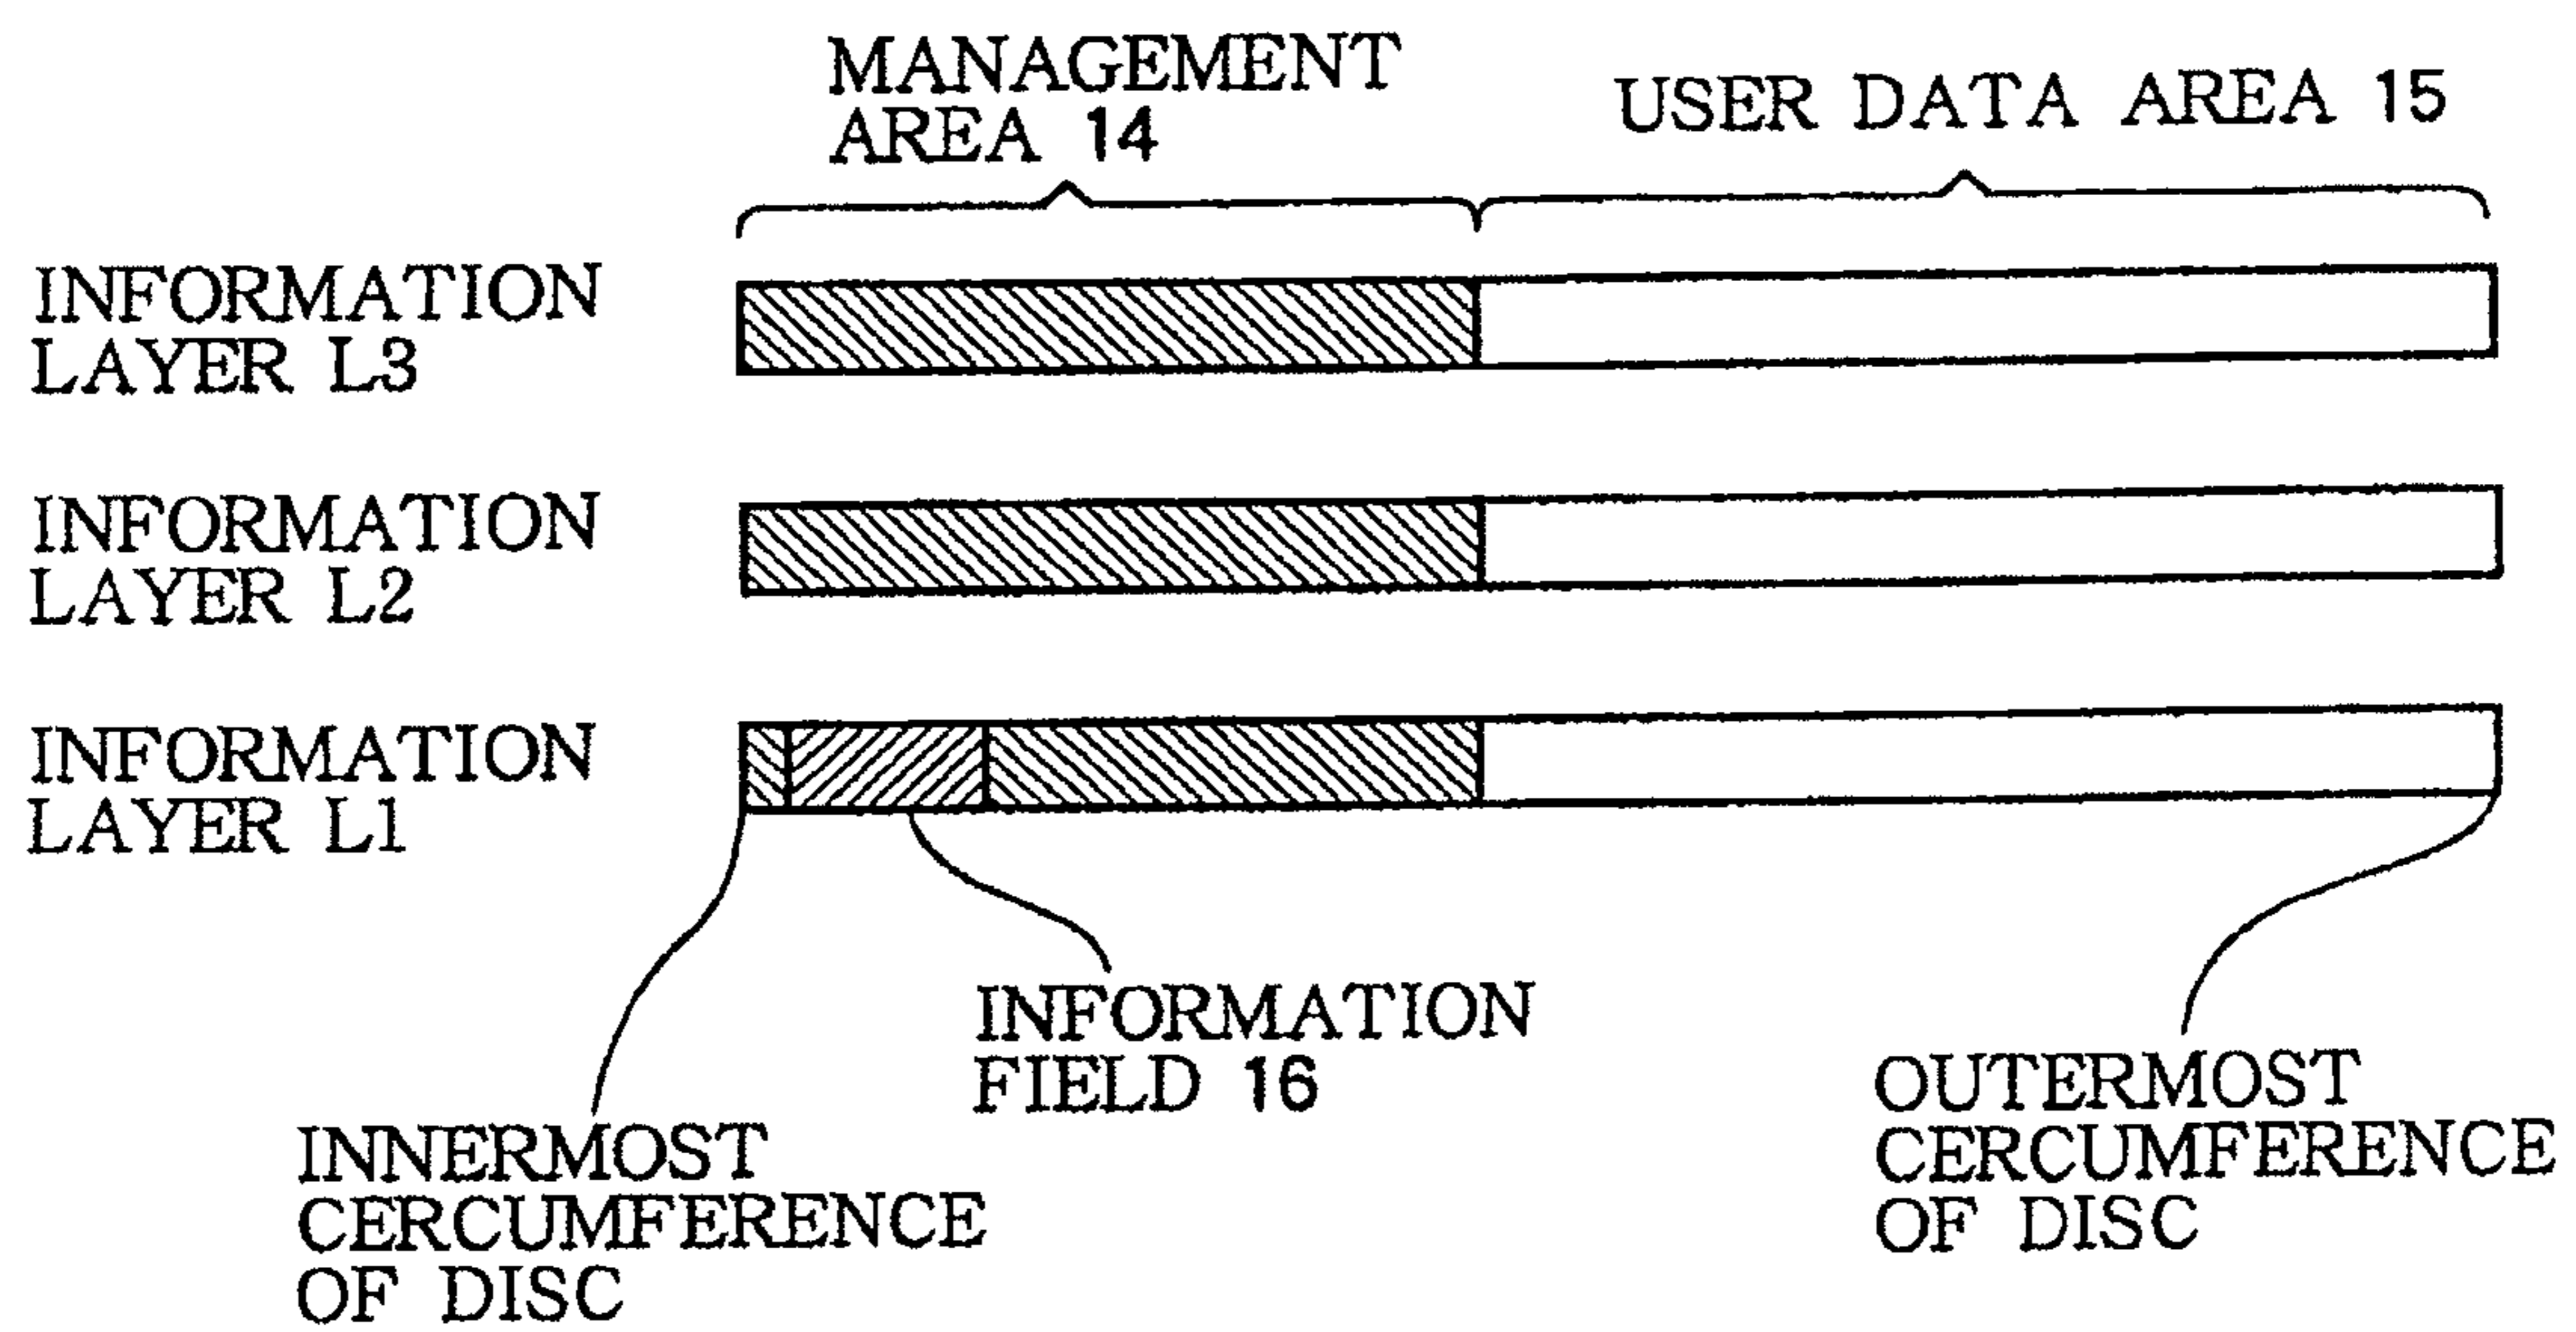 MANAGEMENT
AREA 14
USER DATA AREA 15
INFORMATION
LAYER L3
INFORMATION
LAYER L2
INFORMATION
LAYER L1
INFORMATION
FIELD 16
INNERMOST
CERCUMFERENCE
OF DISC
OUTERMOST
CERCUMFERENCE
OF DISC